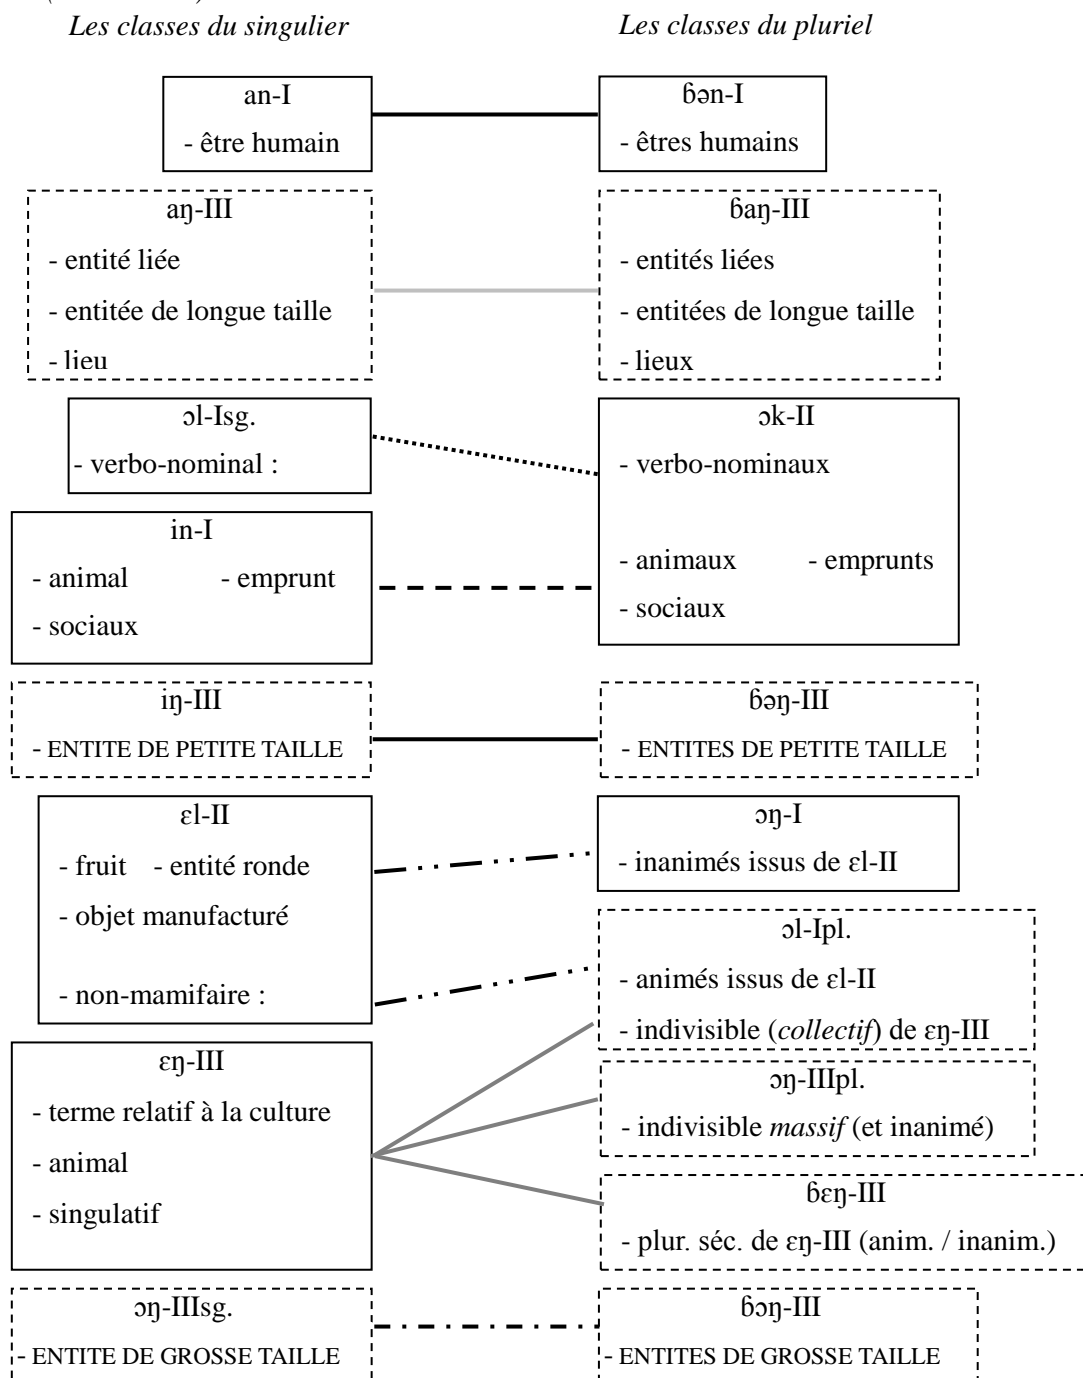 Les classes du singulier
Les classes du pluriel
an-I
- être humain
ɓən-I
- êtres humains
aŋ-III
- entité liée
- entitée de longue taille
- lieu
ɓaŋ-III
- entités liées
- entitées de longue taille
- lieux
ɔl-Isg.
- verbo-nominal :
ɔk-II
- verbo-nominaux
- animaux - emprunts
- sociaux
in-I
- animal - emprunt
- sociaux
iŋ-III
- ENTITE DE PETITE TAILLE
ɓəŋ-III
- ENTITES DE PETITE TAILLE
ɛl-II
- fruit - entité ronde
- objet manufacturé
- non-mamifaire :
ɔŋ-I
- inanimés issus de ɛl-II
ɔl-Ipl.
- animés issus de ɛl-II
- indivisible (collectif) de ɛŋ-III
ɛŋ-III
- terme relatif à la culture
- animal
- singulatif
ɔŋ-IIIpl.
- indivisible massif (et inanimé)
ɓɛŋ-III
- plur. séc. de ɛŋ-III (anim. / inanim.)
ɔŋ-IIIsg.
- ENTITE DE GROSSE TAILLE
ɓɔŋ-III
- ENTITES DE GROSSE TAILLE